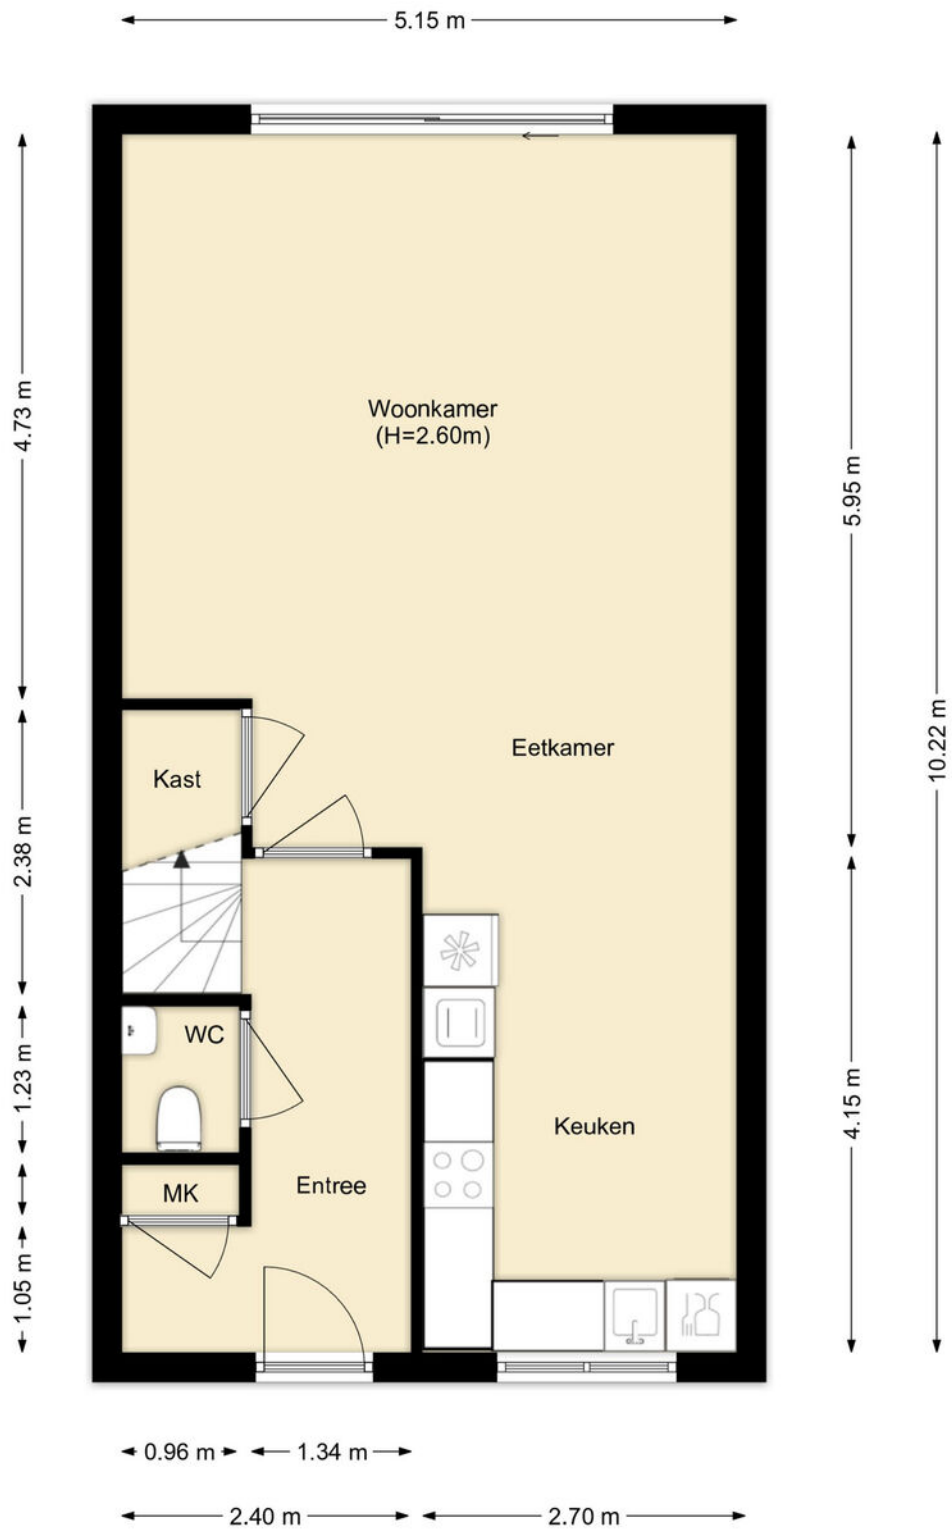 5.15 m
Woonkamer
(H=2.60m)
4.73 m
5.95 m
10.22 m
Eetkamer
Kast
2.38 m
WC
1.23 m
Keuken
4.15 m
MK
Entree
1.05 m
0.96 m
1.34 m
2.40 m
2.70 m